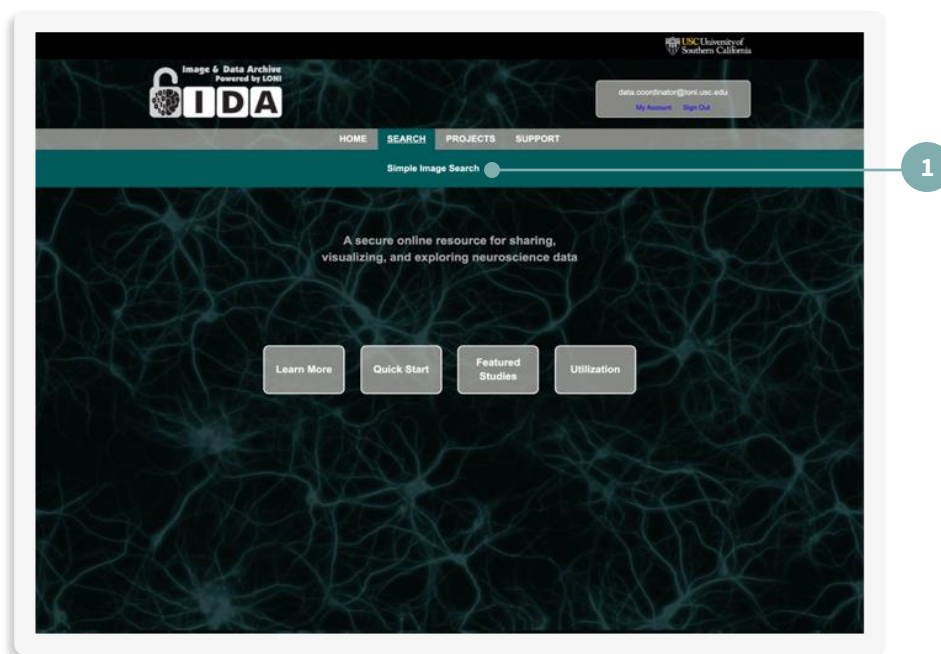 USC University of
Southern California
Image & Data Archive
Powered by LONI
IDA
data.coordinator@loni.usc.edu
My Account Sign Out
HOME SEARCH PROJECTS SUPPORT
Simple Image Search
1
A secure online resource for sharing,
visualizing, and exploring neuroscience data
Learn More Quick Start Featured Studies Utilization